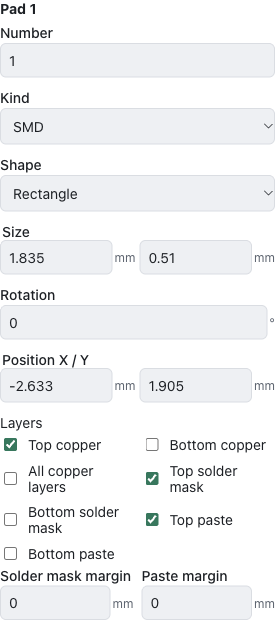 Pad 1
Number
1
Kind
SMD
Shape
Rectangle
Size
1.835 mm 0.51 mm
Rotation
0 °
Position X / Y
-2.633 mm 1.905 mm
Layers
Top copper Bottom copper
All copper layers
Top solder mask
Bottom solder mask
Top paste
Bottom paste
Solder mask margin Paste margin
0 mm 0 mm